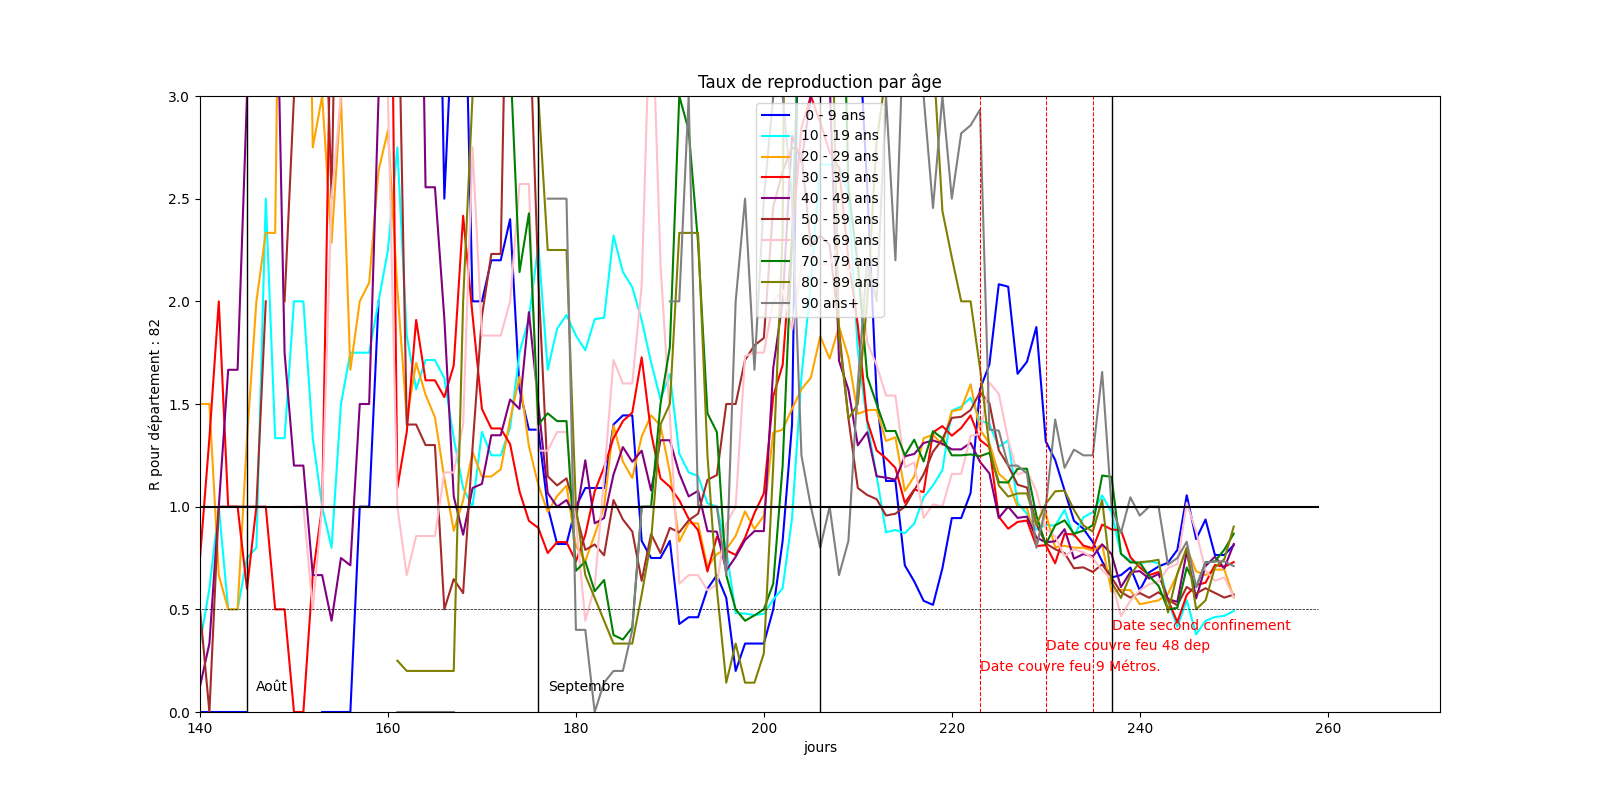 Taux de reproduction par âge
R pour département : 82
3.0
2.5
2.0
1.5
1.0
0.5
0.0
0 - 9 ans
10 - 19 ans
20 - 29 ans
30 - 39 ans
40 - 49 ans
50 - 59 ans
60 - 69 ans
70 - 79 ans
80 - 89 ans
90 ans+
Date second confinement
Date couvre feu 48 dep
Date couvre feu 9 Métros.
Août
Septembre
140
160
180
200
220
240
260
jours